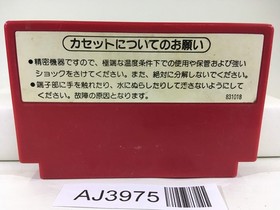 カセットについてのお願い
●精密機器ですので、極端な温度条件下での使用や保管および強い
ショックをさけてください。また、絶対に分解しないでください。
●端子部に手を触れたり、水にぬらしたりして汚さないようにして
ください。故障の原因となります。
831018
AJ3975